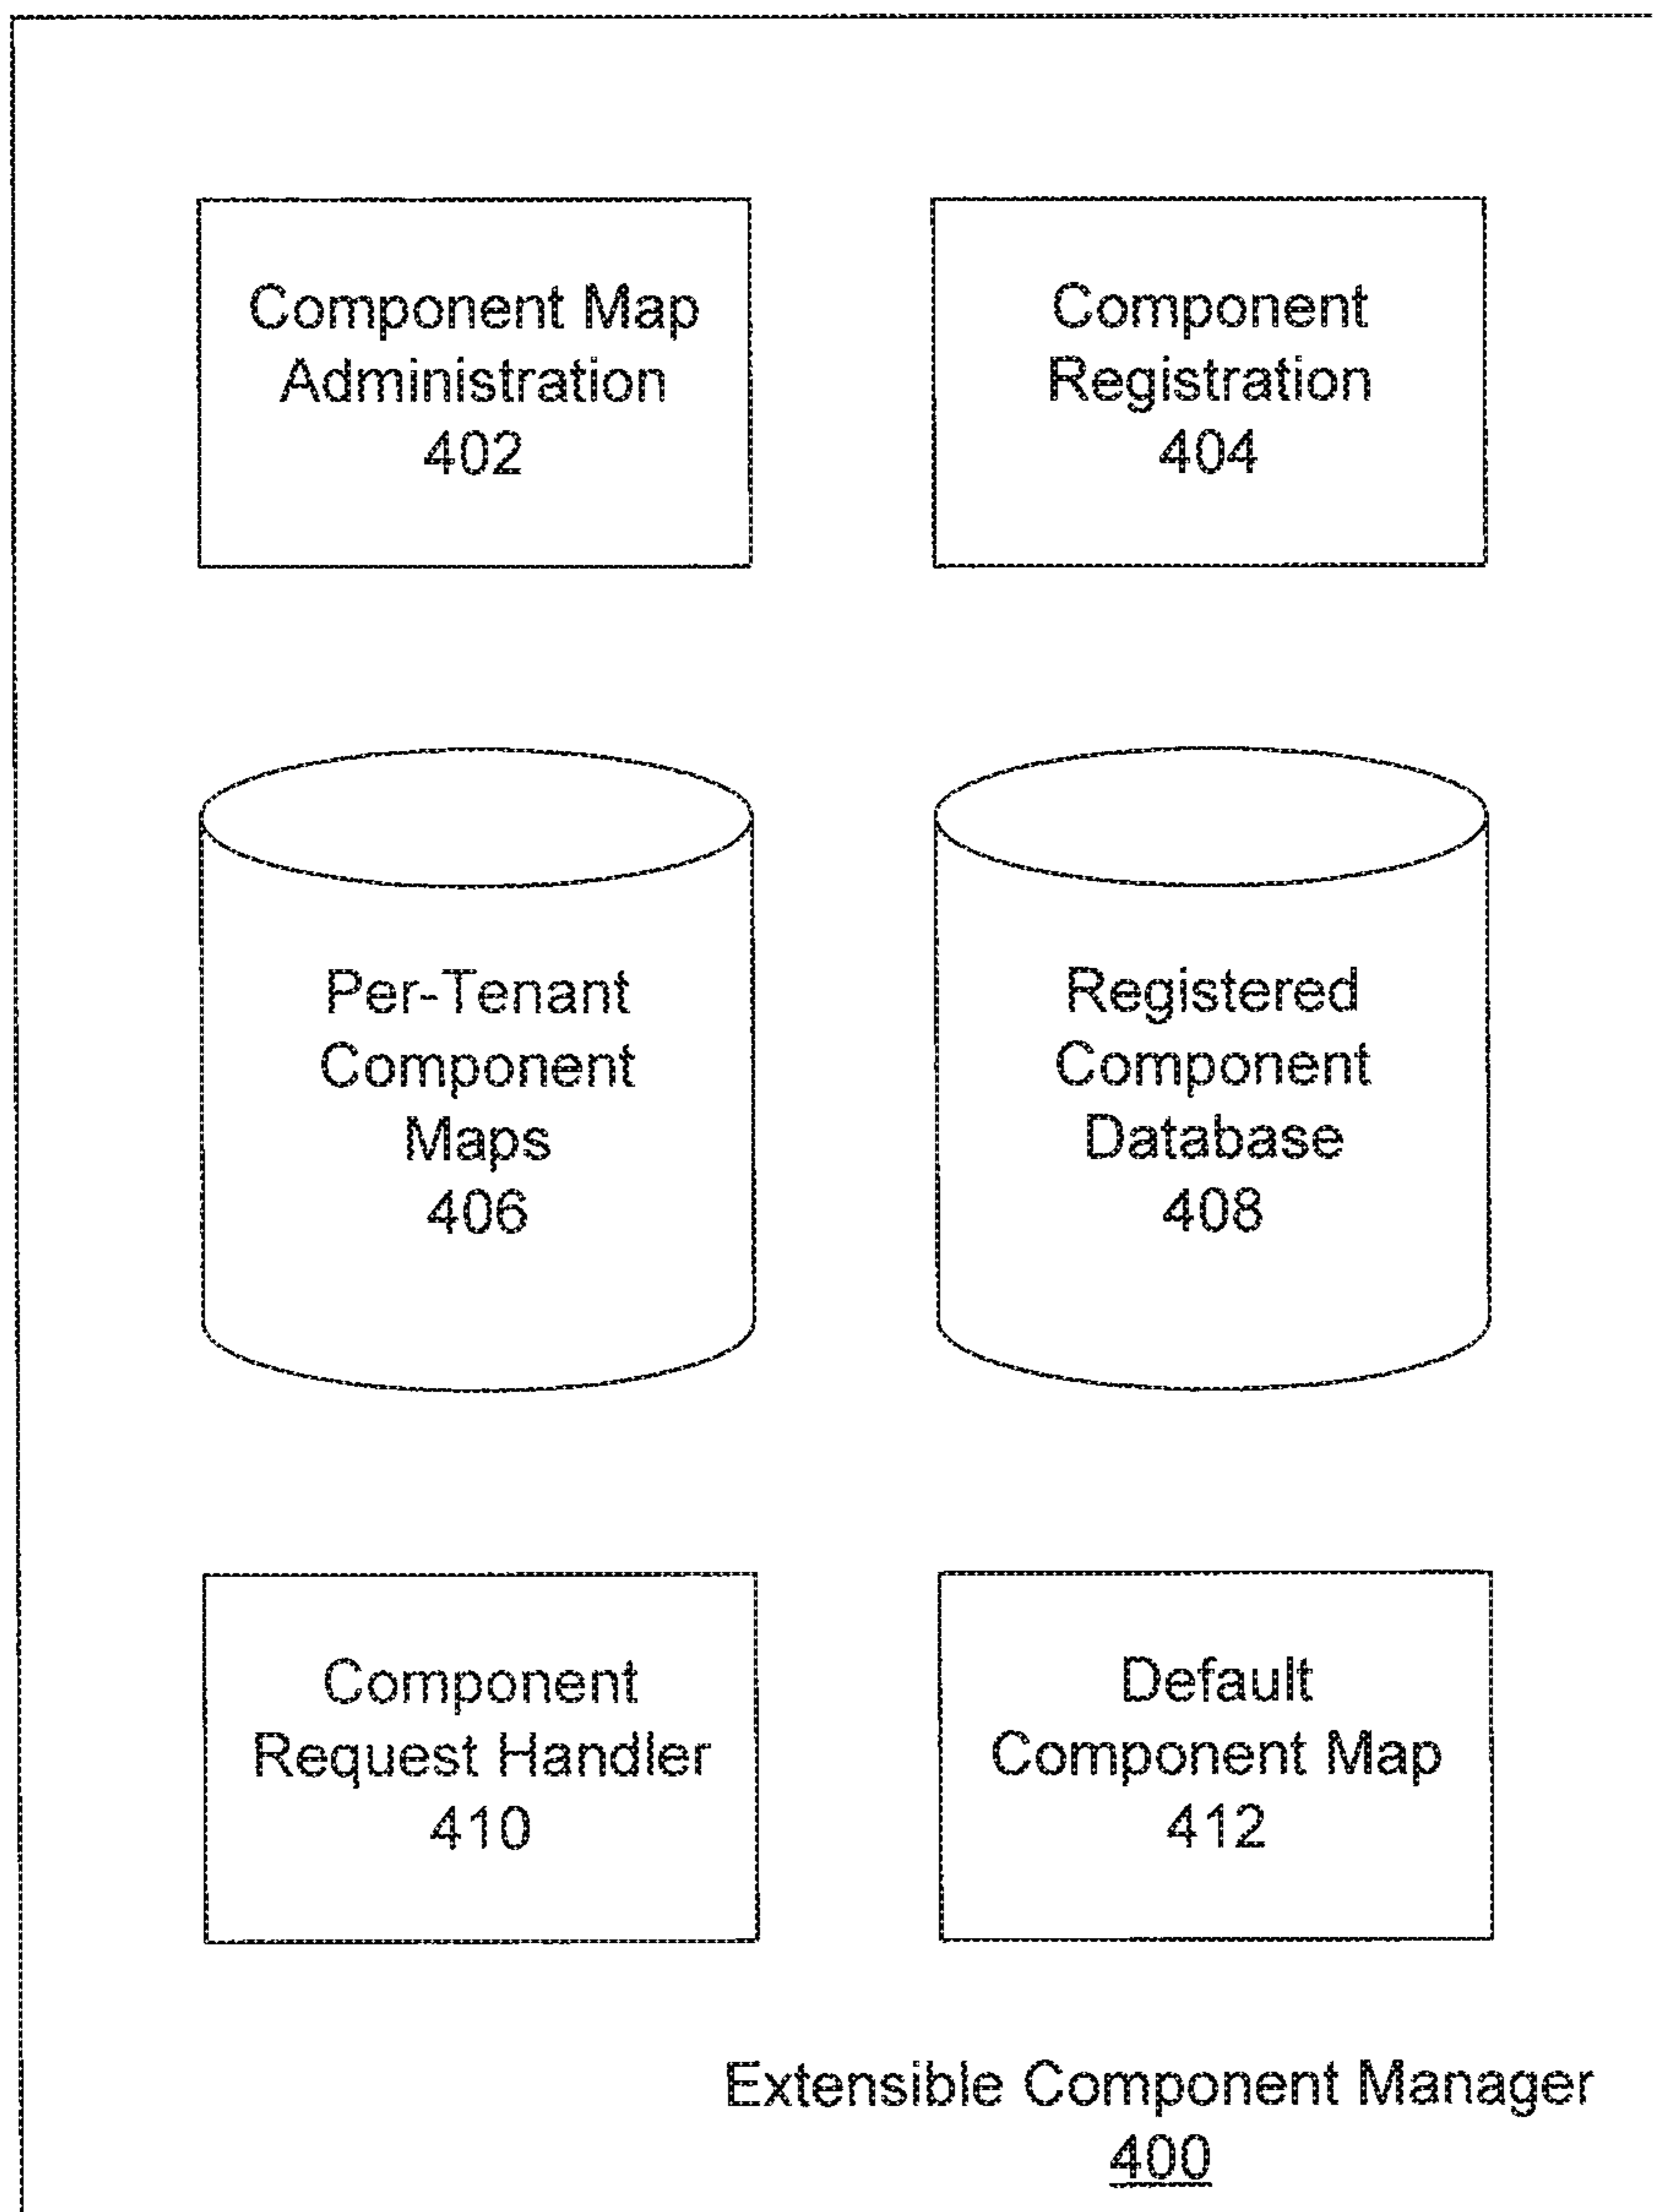 Component Map
Administration
402
Component
Registration
404
Per-Tenant
Component
Maps
406
Registered
Component
Database
408
Component
Request Handler
410
Default
Component Map
412
Extensible Component Manager
400